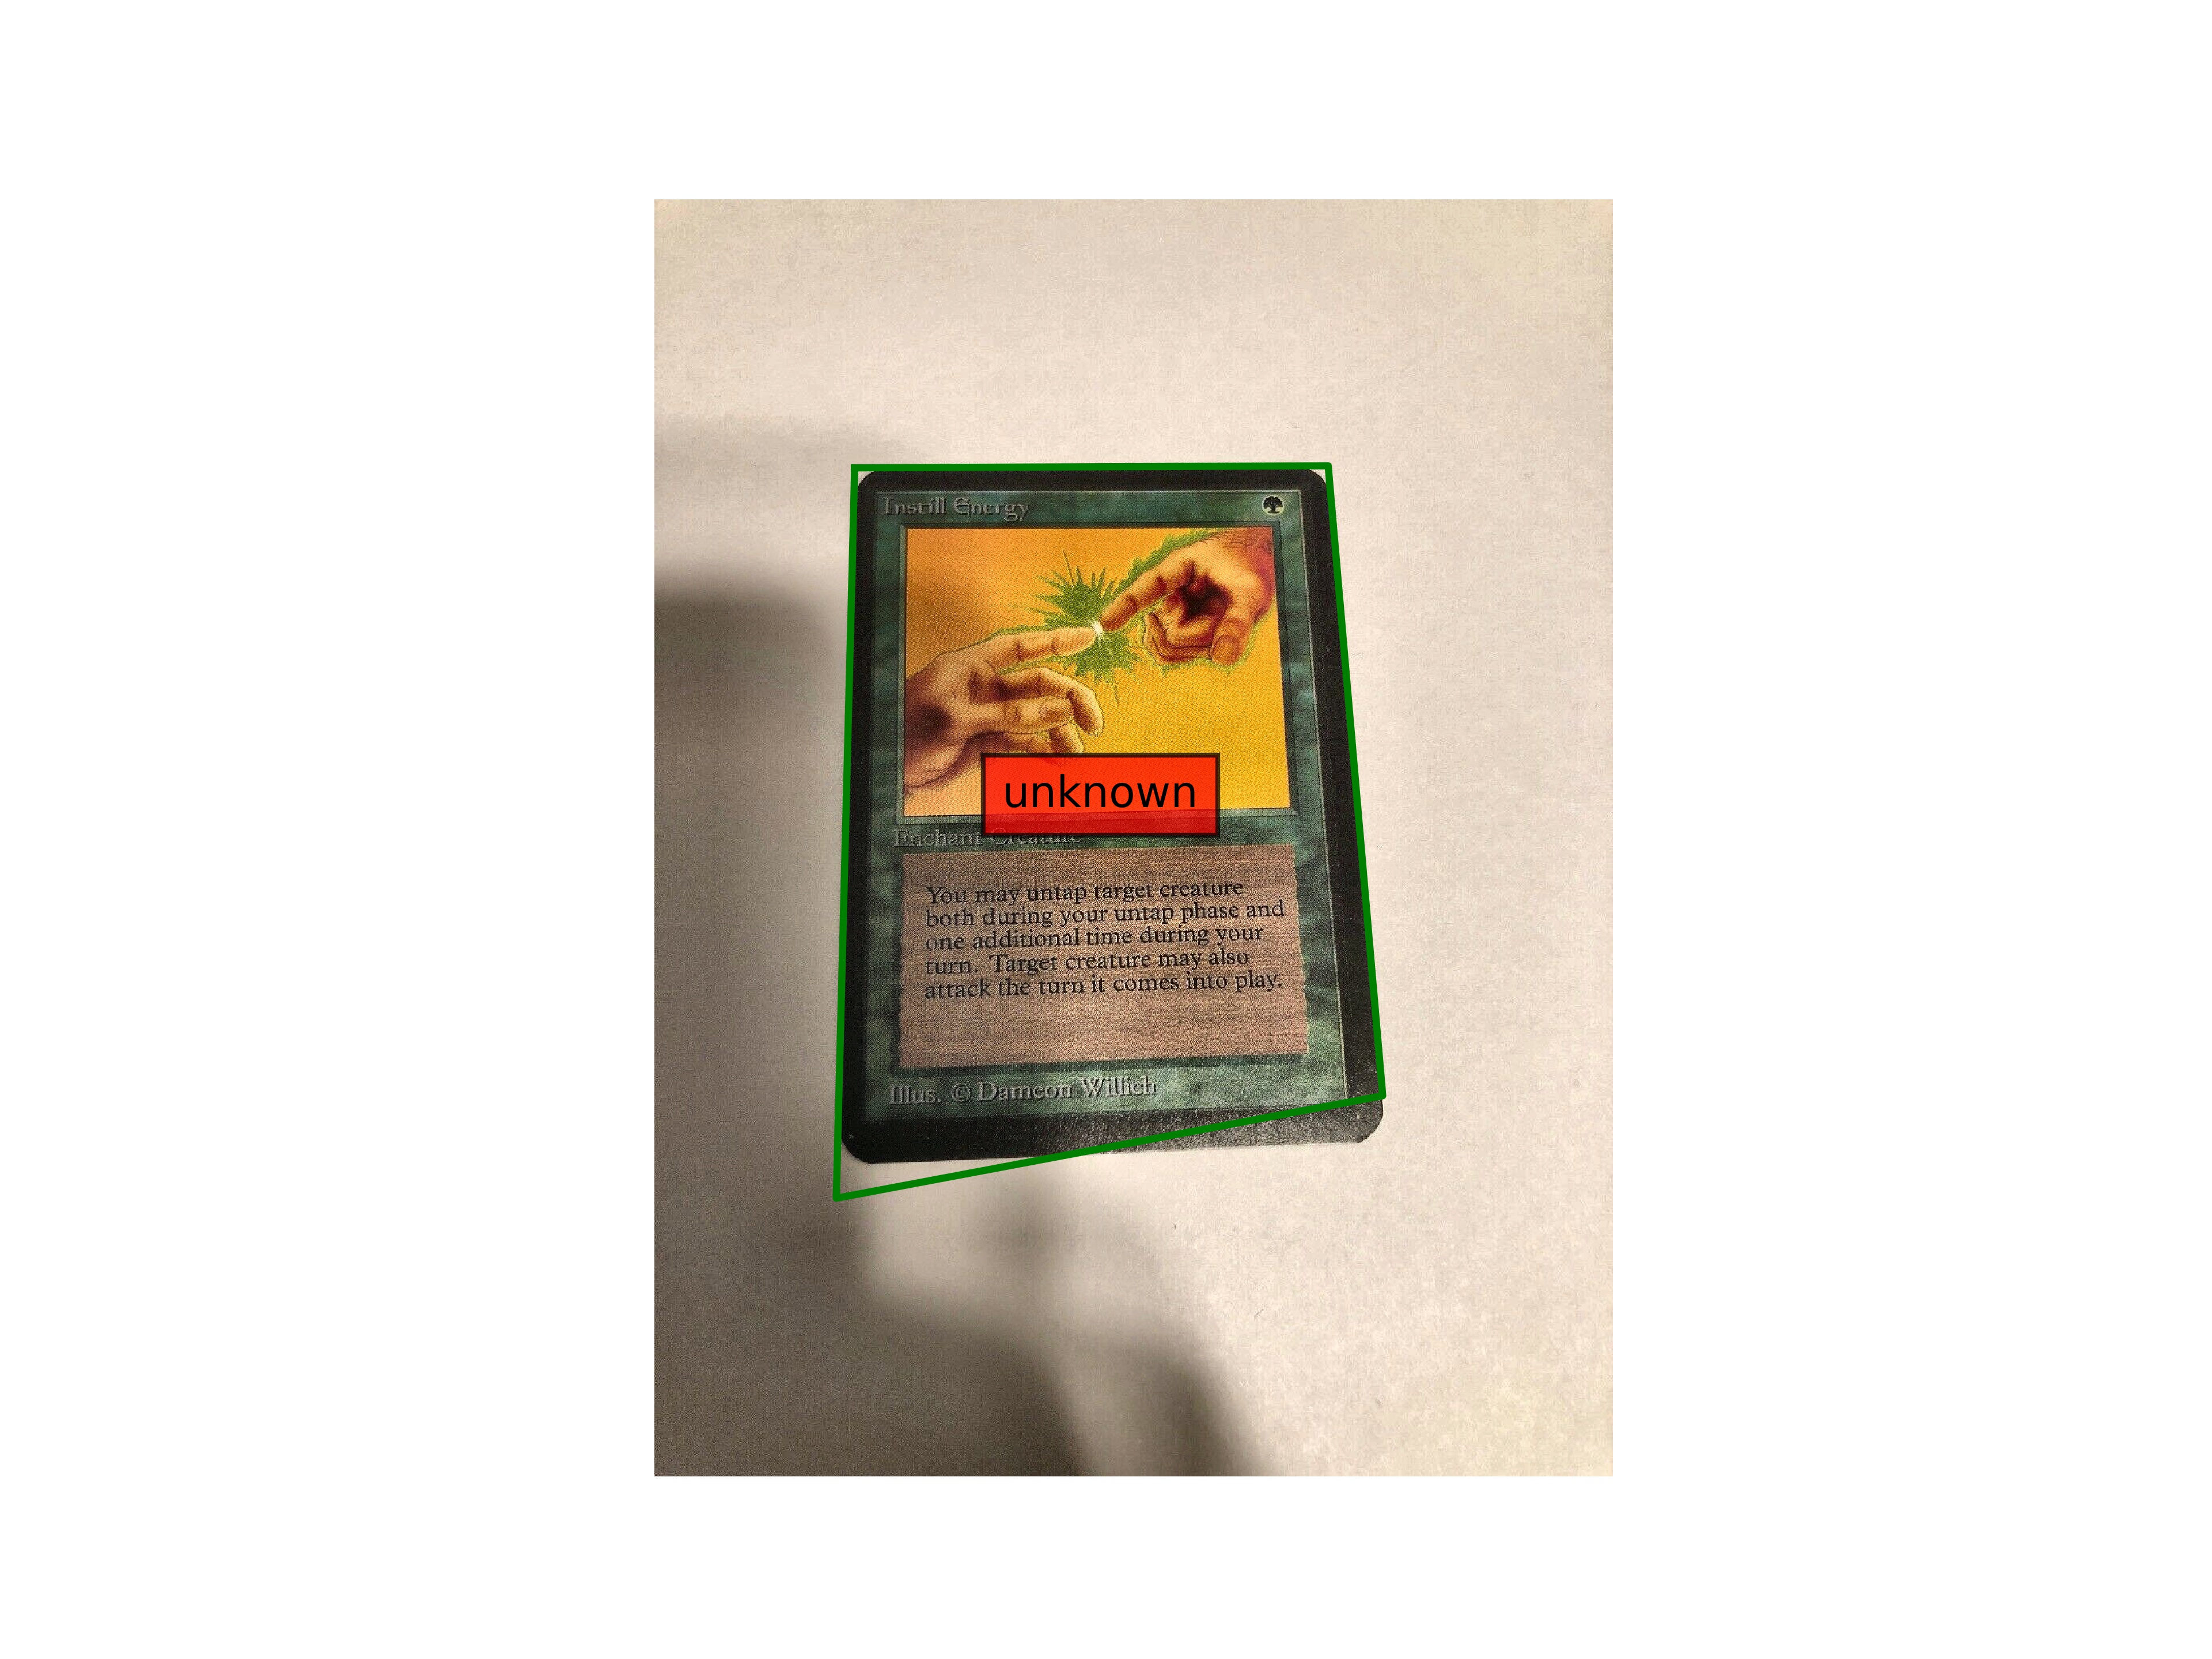 Instill Energy
unknown
Enchant Creature
You may untap target creature
both during your untap phase and
one additional time during your
turn. Target creature may also
attack the turn it comes into play.
Illus. © Dameon Willich